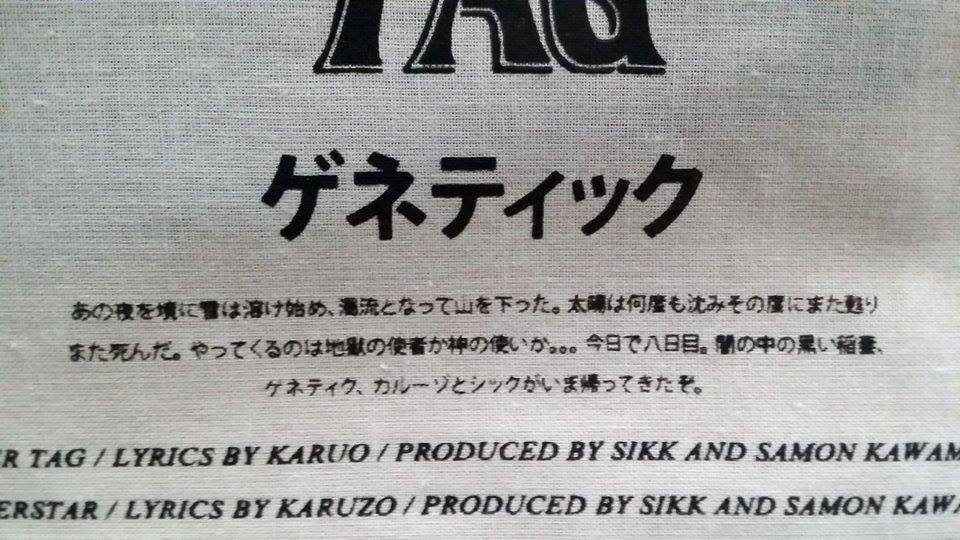 TAG
ゲネティック
あの夜を境に雪は溶け始め、濁流となって山を下った。太陽は何度も沈みその度にまた甦り
また死んだ。やってくるのは地獄の使者か神の使いか。。。今日で八日目。闇の中の黒い稲妻、
ゲネティク、カルーゾとシックがいま帰ってきたぞ。
ER TAG / LYRICS BY KARUO / PRODUCED BY SIKK AND SAMON KAWAM
ERSTAR / LYRICS BY KARUZO / PRODUCED BY SIKK AND SAMON KAWA